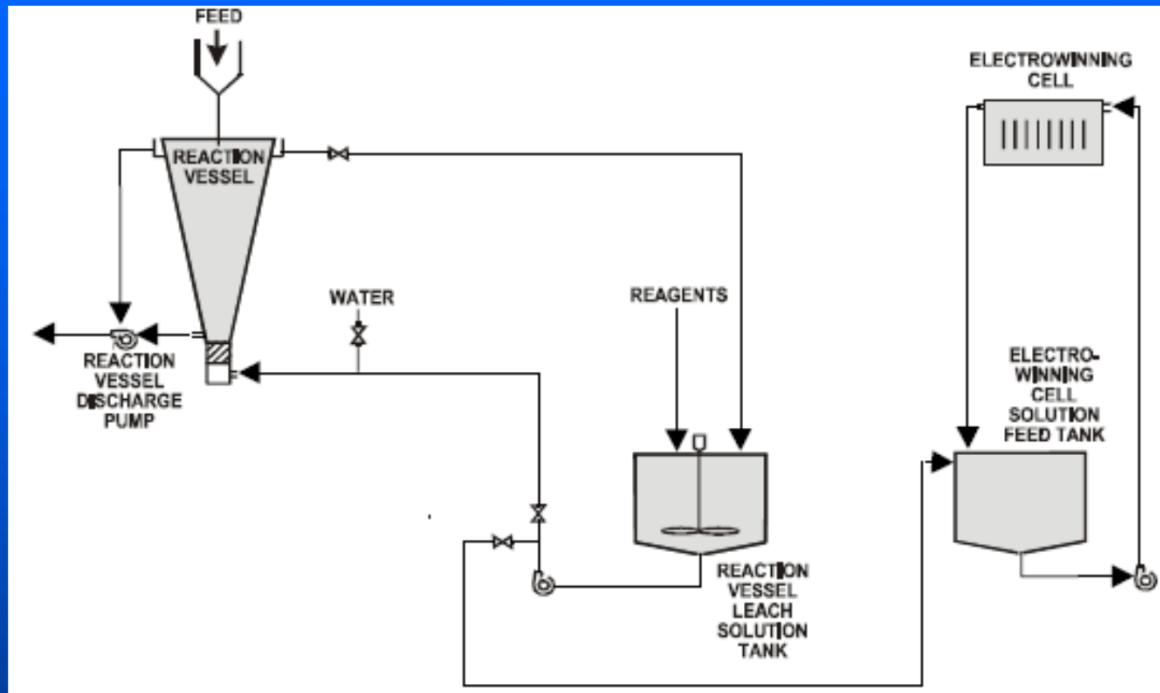 FEED
ELECTROWINNING
CELL
REACTION
VESSEL
WATER
REAGENTS
REACTION
VESSEL
DISCHARGE
PUMP
ELECTRO-
WINNING
CELL
SOLUTION
FEED TANK
REACTION
VESSEL
LEACH
SOLUTION
TANK